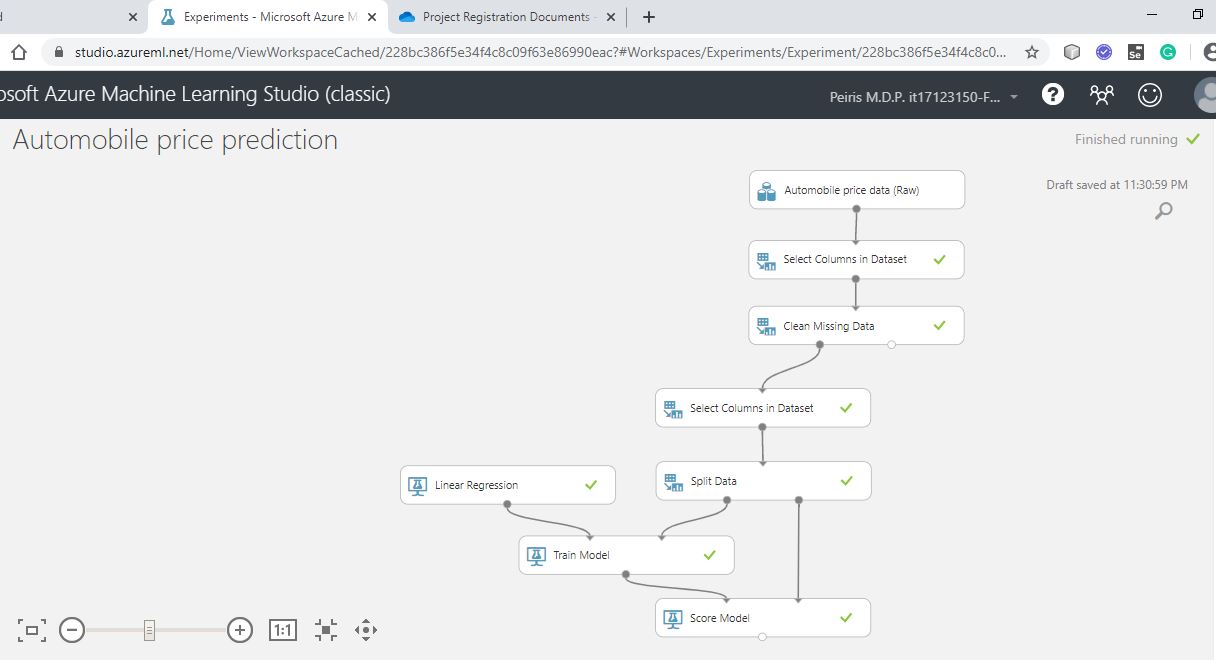 Experiments - Microsoft Azure M
Project Registration Documents -
studio.azureml.net/Home/ViewWorkspaceCached/228bc386f5e34f4c8c09f63e86990eac?#Workspaces/Experiments/Experiment/228bc386f5e34f4c8c0...
Se
osoft Azure Machine Learning Studio (classic)
Peiris M.D.P. it17123150-F...
Automobile price prediction
Finished running
Draft saved at 11:30:59 PM
Automobile price data (Raw)
Select Columns in Dataset
Clean Missing Data
Select Columns in Dataset
Linear Regression
Split Data
Train Model
Score Model
1:1